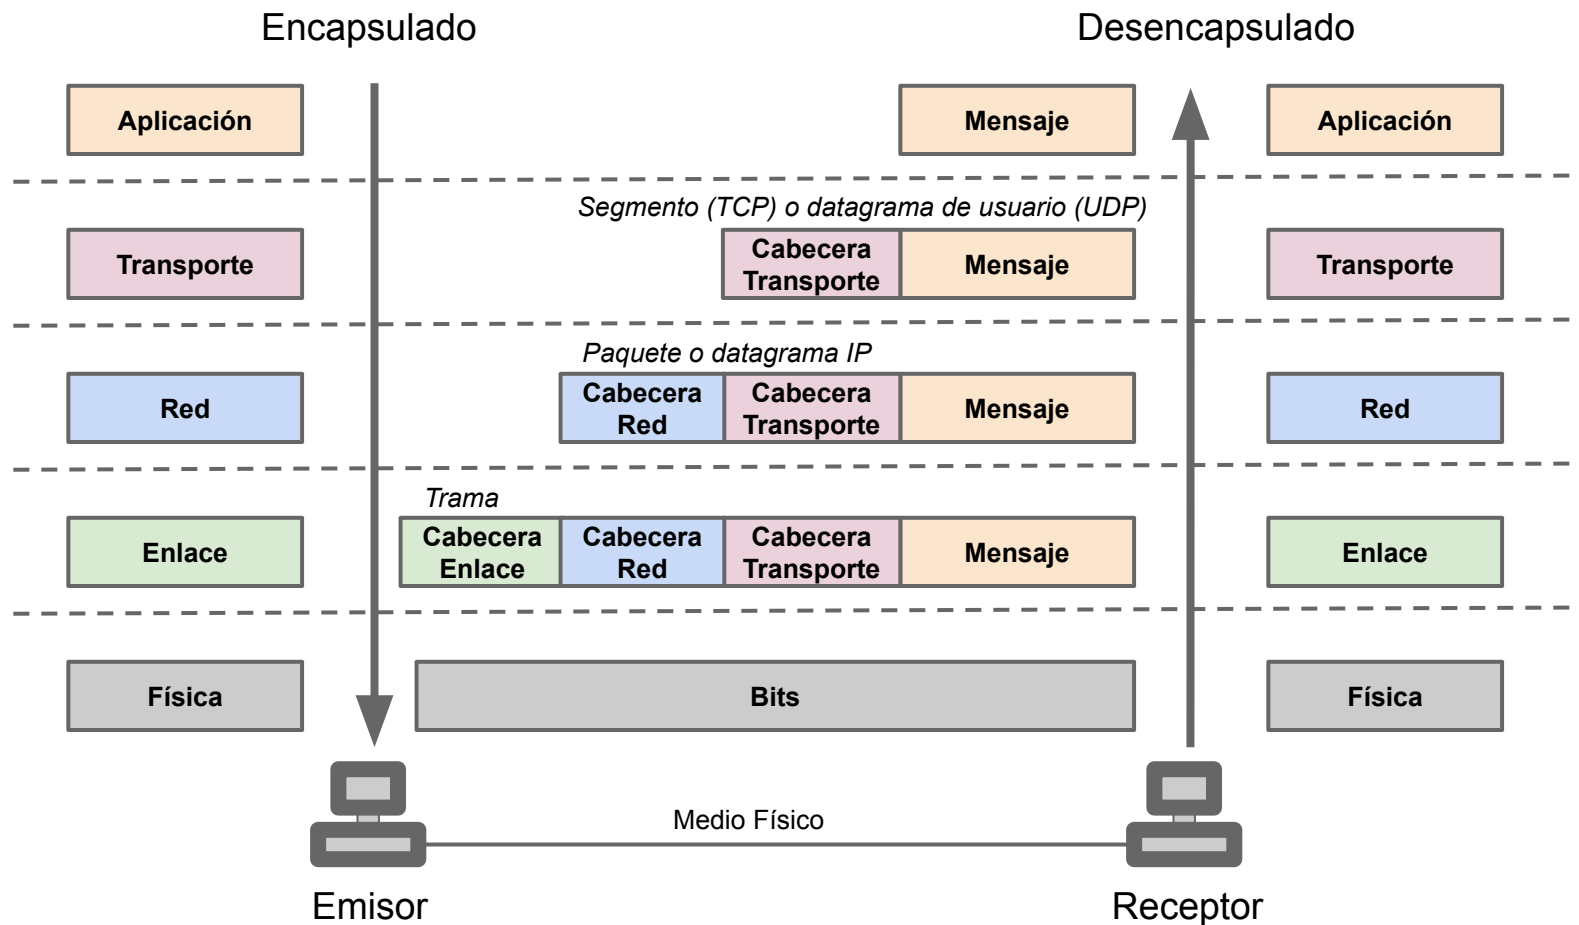 Encapsulado
Desencapsulado
Aplicación
Mensaje
Aplicación
Segmento (TCP) o datagrama de usuario (UDP)
Transporte
Cabecera
Transporte
Mensaje
Transporte
Paquete o datagrama IP
Red
Cabecera
Red
Cabecera
Transporte
Mensaje
Red
Trama
Enlace
Cabecera
Enlace
Cabecera
Red
Cabecera
Transporte
Mensaje
Enlace
Física
Bits
Física
Medio Físico
Emisor
Receptor